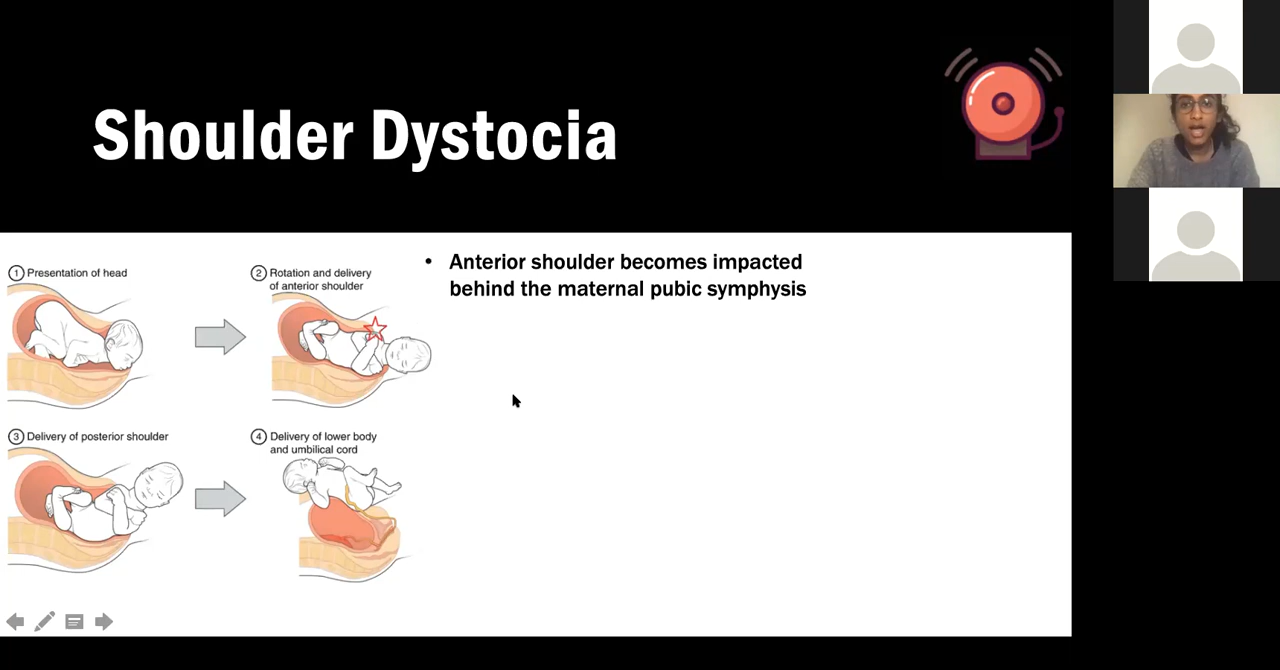 Shoulder Dystocia
1 Presentation of head
2 Rotation and delivery
of anterior shoulder
3 Delivery of posterior shoulder
4 Delivery of lower body
and umbilical cord
• Anterior shoulder becomes impacted
behind the maternal pubic symphysis